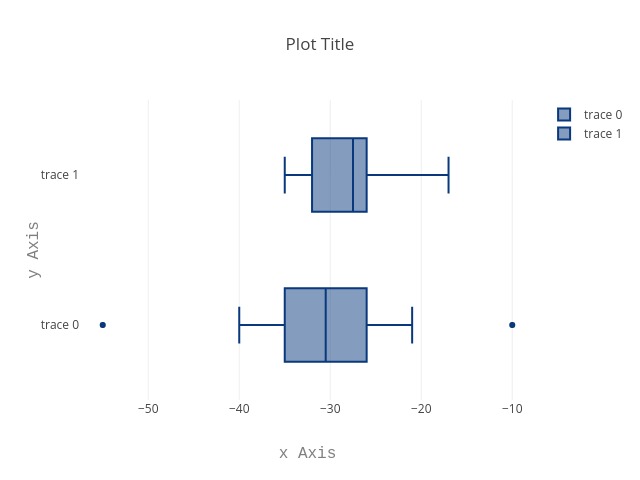 Plot Title
trace 0
trace 1
trace 1
trace 0
y Axis
−50
−40
−30
−20
−10
x Axis